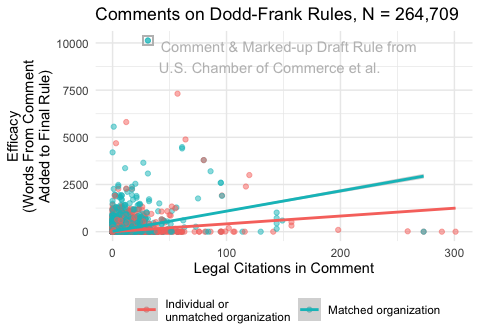 Comments on Dodd-Frank Rules, N = 264,709
Efficacy
(Words From Comment
Added to Final Rule)
10000
7500
5000
2500
0
Comment & Marked-up Draft Rule from
U.S. Chamber of Commerce et al.
0
100
200
300
Legal Citations in Comment
Individual or
unmatched organization
Matched organization